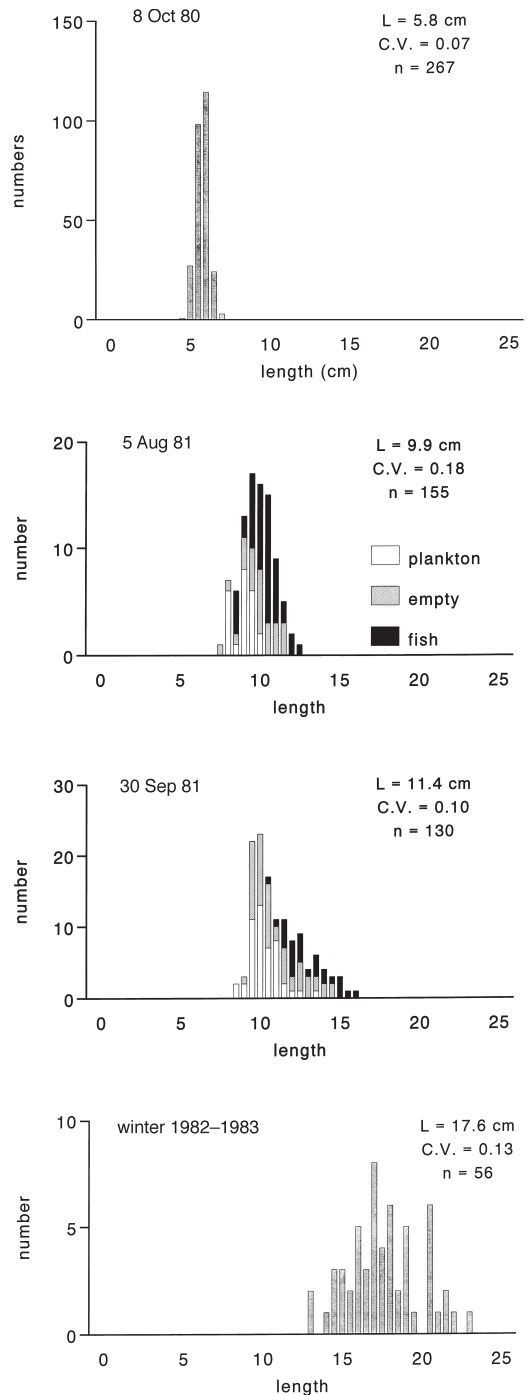 8 Oct 80
L = 5.8 cm
C.V. = 0.07
n = 267
150
100
50
0
numbers
0 5 10 15 20 25
length (cm)
5 Aug 81
L = 9.9 cm
C.V. = 0.18
n = 155
plankton
empty
fish
20
10
0
number
0 5 10 15 20 25
length
30 Sep 81
L = 11.4 cm
C.V. = 0.10
n = 130
30
20
10
0
number
0 5 10 15 20 25
length
winter 1982–1983
L = 17.6 cm
C.V. = 0.13
n = 56
10
5
0
number
0 5 10 15 20 25
length